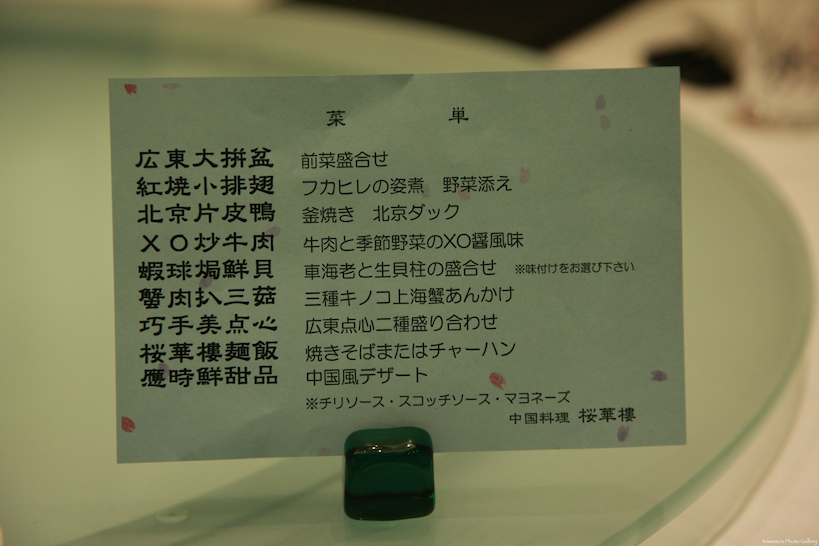 菜 単
広東大拼盆 前菜盛合せ
紅焼小排翅 フカヒレの姿煮 野菜添え
北京片皮鴨 釜焼き 北京ダック
XO炒牛肉 牛肉と季節野菜のXO醤風味
蝦球焗鮮貝 車海老と生貝柱の盛合せ ※味付けをお選び下さい
蟹肉扒三菇 三種キノコ上海蟹あんかけ
巧手美点心 広東点心二種盛り合わせ
桜華樓麺飯 焼きそばまたはチャーハン
應時鮮甜品 中国風デザート
※チリソース・スコッチソース・マヨネーズ
中国料理 桜華樓